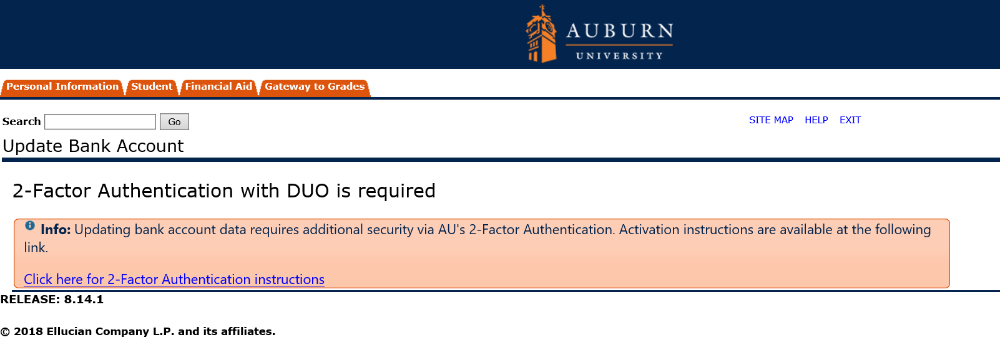 AUBURN
UNIVERSITY
Personal Information Student Financial Aid Gateway to Grades
Search Go SITE MAP HELP EXIT
Update Bank Account
2-Factor Authentication with DUO is required
Info: Updating bank account data requires additional security via AU's 2-Factor Authentication. Activation instructions are available at the following
link.
Click here for 2-Factor Authentication instructions
RELEASE: 8.14.1
© 2018 Ellucian Company L.P. and its affiliates.